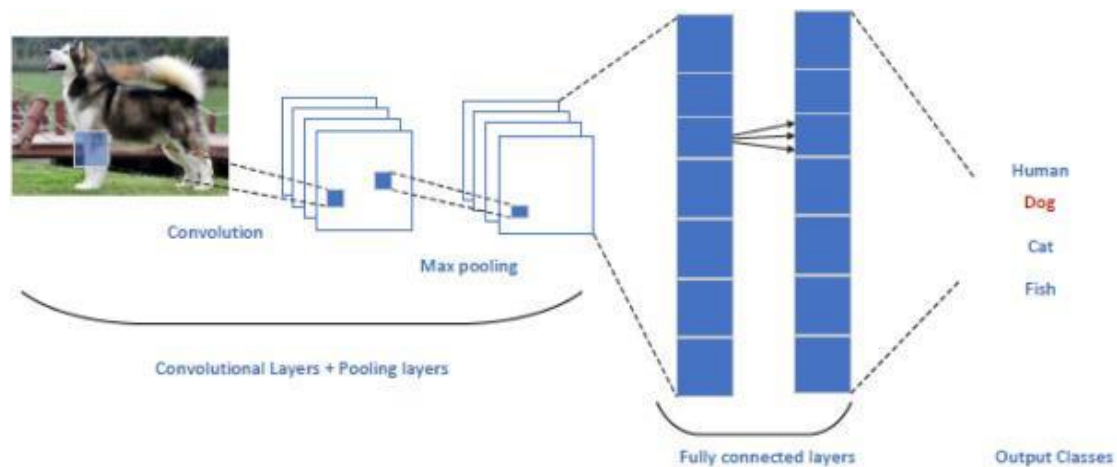 Convolution
Max pooling
Convolutional Layers + Pooling layers
Fully connected layers
Human
Dog
Cat
Fish
Output Classes